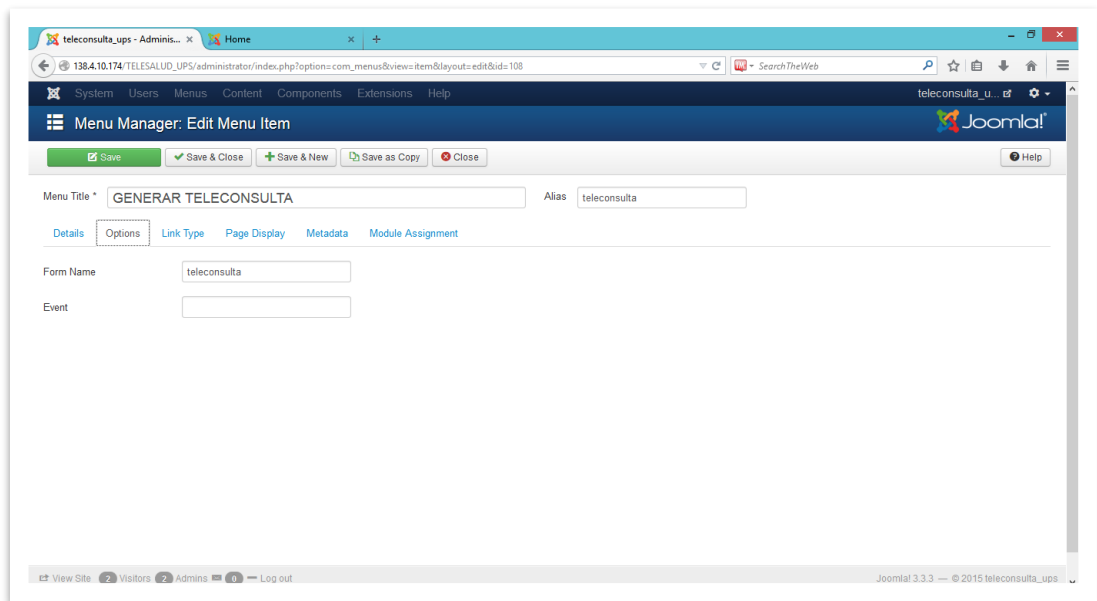 teleconsulta_ups - Adminis... × Home × +
138.4.10.174/TELESALUD_UPS/administrator/index.php?option=com_menus&view=item&layout=edit&id=108 SearchTheWeb
System Users Menus Content Components Extensions Help teleconsulta_u...
Menu Manager: Edit Menu Item Joomla!
Save Save & Close Save & New Save as Copy Close Help
Menu Title * GENERAR TELECONSULTA Alias teleconsulta
Details Options Link Type Page Display Metadata Module Assignment
Form Name teleconsulta
Event
View Site 2 Visitors 2 Admins 0 Log out Joomla! 3.3.3 — © 2015 teleconsulta_ups